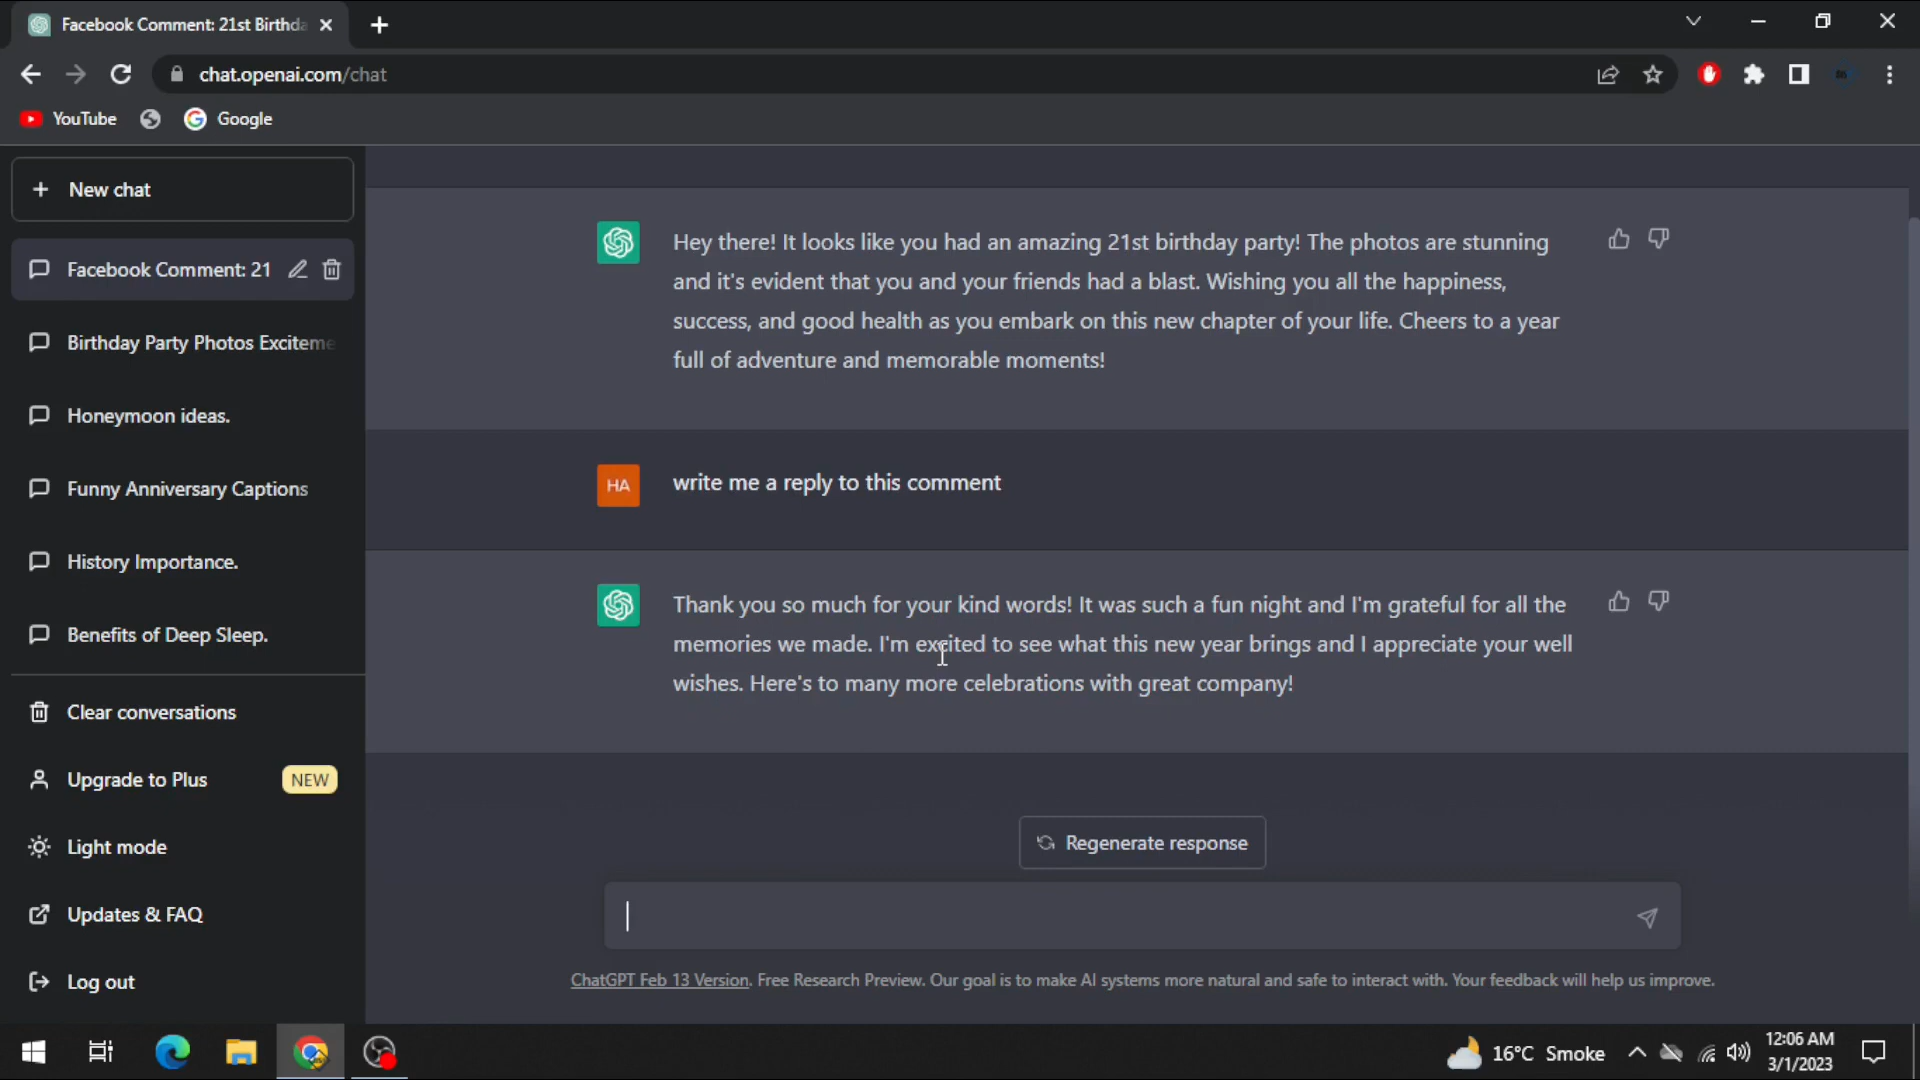 Facebook Comment: 21st Birthda
chat.openai.com/chat
YouTube
Google
New chat
Facebook Comment: 21
Birthday Party Photos Exciteme
Honeymoon ideas.
Funny Anniversary Captions
History Importance.
Benefits of Deep Sleep.
Clear conversations
Upgrade to Plus NEW
Light mode
Updates & FAQ
Log out
Hey there! It looks like you had an amazing 21st birthday party! The photos are stunning
and it's evident that you and your friends had a blast. Wishing you all the happiness,
success, and good health as you embark on this new chapter of your life. Cheers to a year
full of adventure and memorable moments!
HA write me a reply to this comment
Thank you so much for your kind words! It was such a fun night and I'm grateful for all the
memories we made. I'm excited to see what this new year brings and I appreciate your well
wishes. Here's to many more celebrations with great company!
Regenerate response
ChatGPT Feb 13 Version. Free Research Preview. Our goal is to make AI systems more natural and safe to interact with. Your feedback will help us improve.
16°C Smoke
12:06 AM
3/1/2023